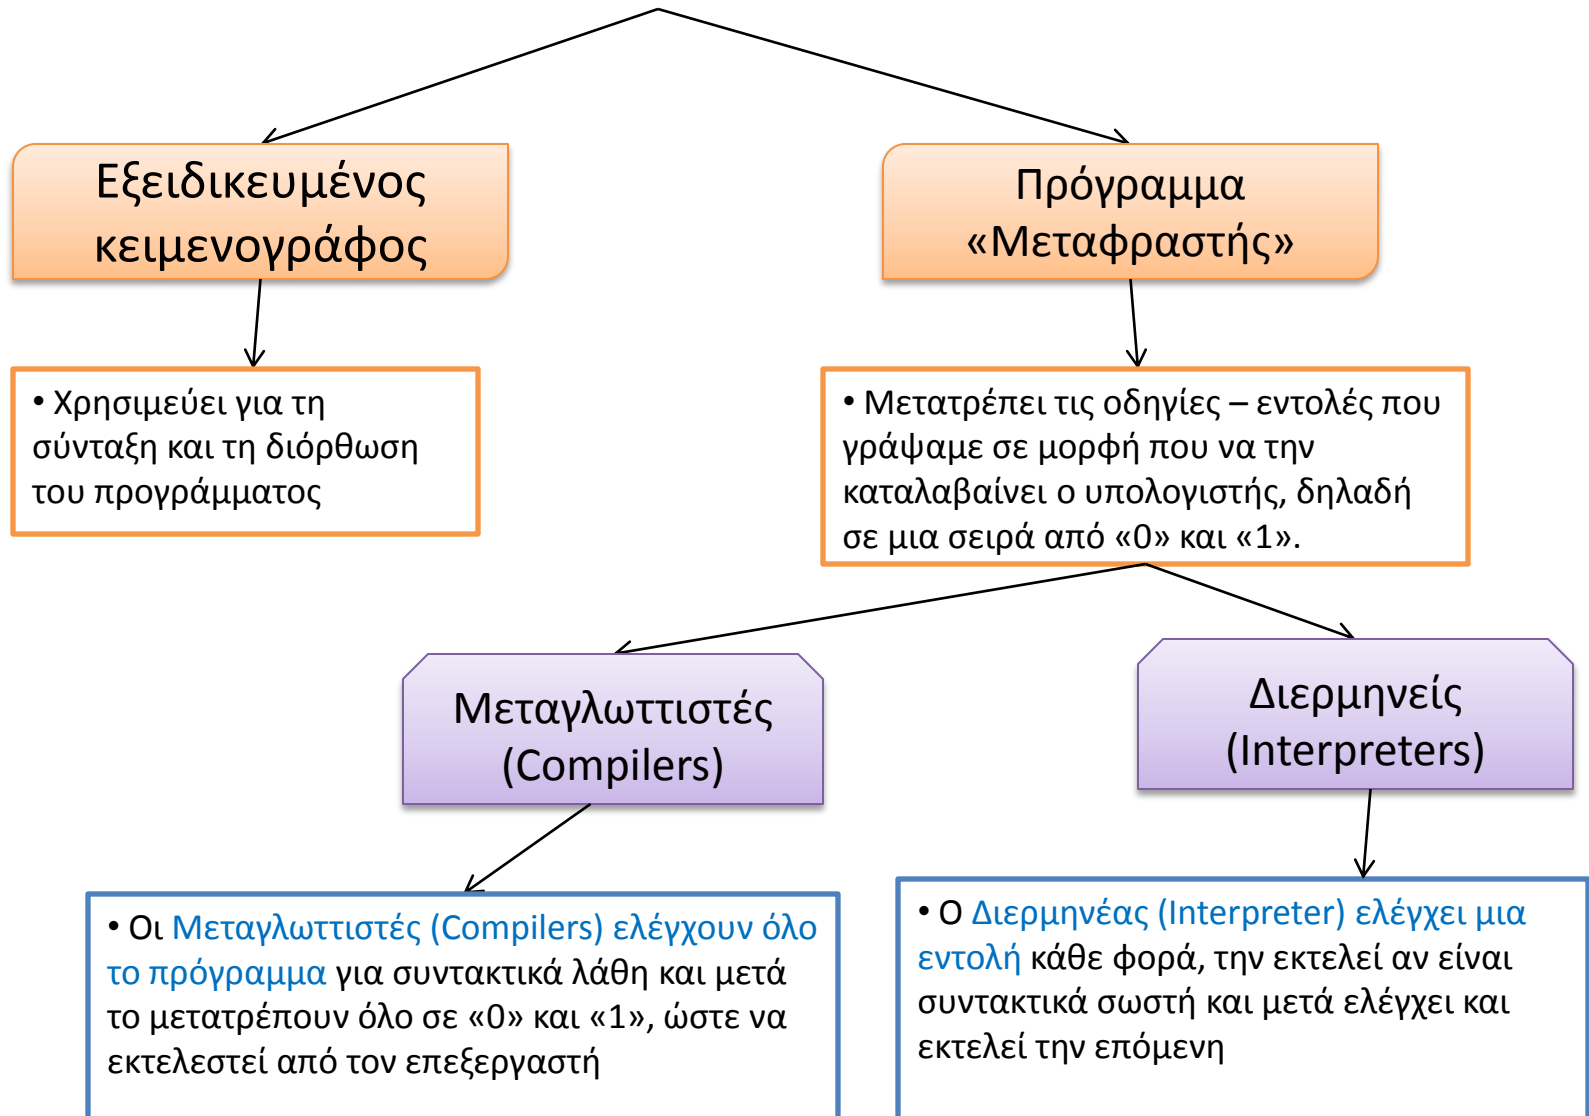 Εξειδικευμένος
κειμενογράφος
Πρόγραμμα
«Μεταφραστής»
• Χρησιμεύει για τη
σύνταξη και τη διόρθωση
του προγράμματος
• Μετατρέπει τις οδηγίες – εντολές που
γράψαμε σε μορφή που να την
καταλαβαίνει ο υπολογιστής, δηλαδή
σε μια σειρά από «0» και «1».
Μεταγλωττιστές
(Compilers)
Διερμηνείς
(Interpreters)
• Οι Μεταγλωττιστές (Compilers) ελέγχουν όλο
το πρόγραμμα για συντακτικά λάθη και μετά
το μετατρέπουν όλο σε «0» και «1», ώστε να
εκτελεστεί από τον επεξεργαστή
• Ο Διερμηνέας (Interpreter) ελέγχει μια
εντολή κάθε φορά, την εκτελεί αν είναι
συντακτικά σωστή και μετά ελέγχει και
εκτελεί την επόμενη